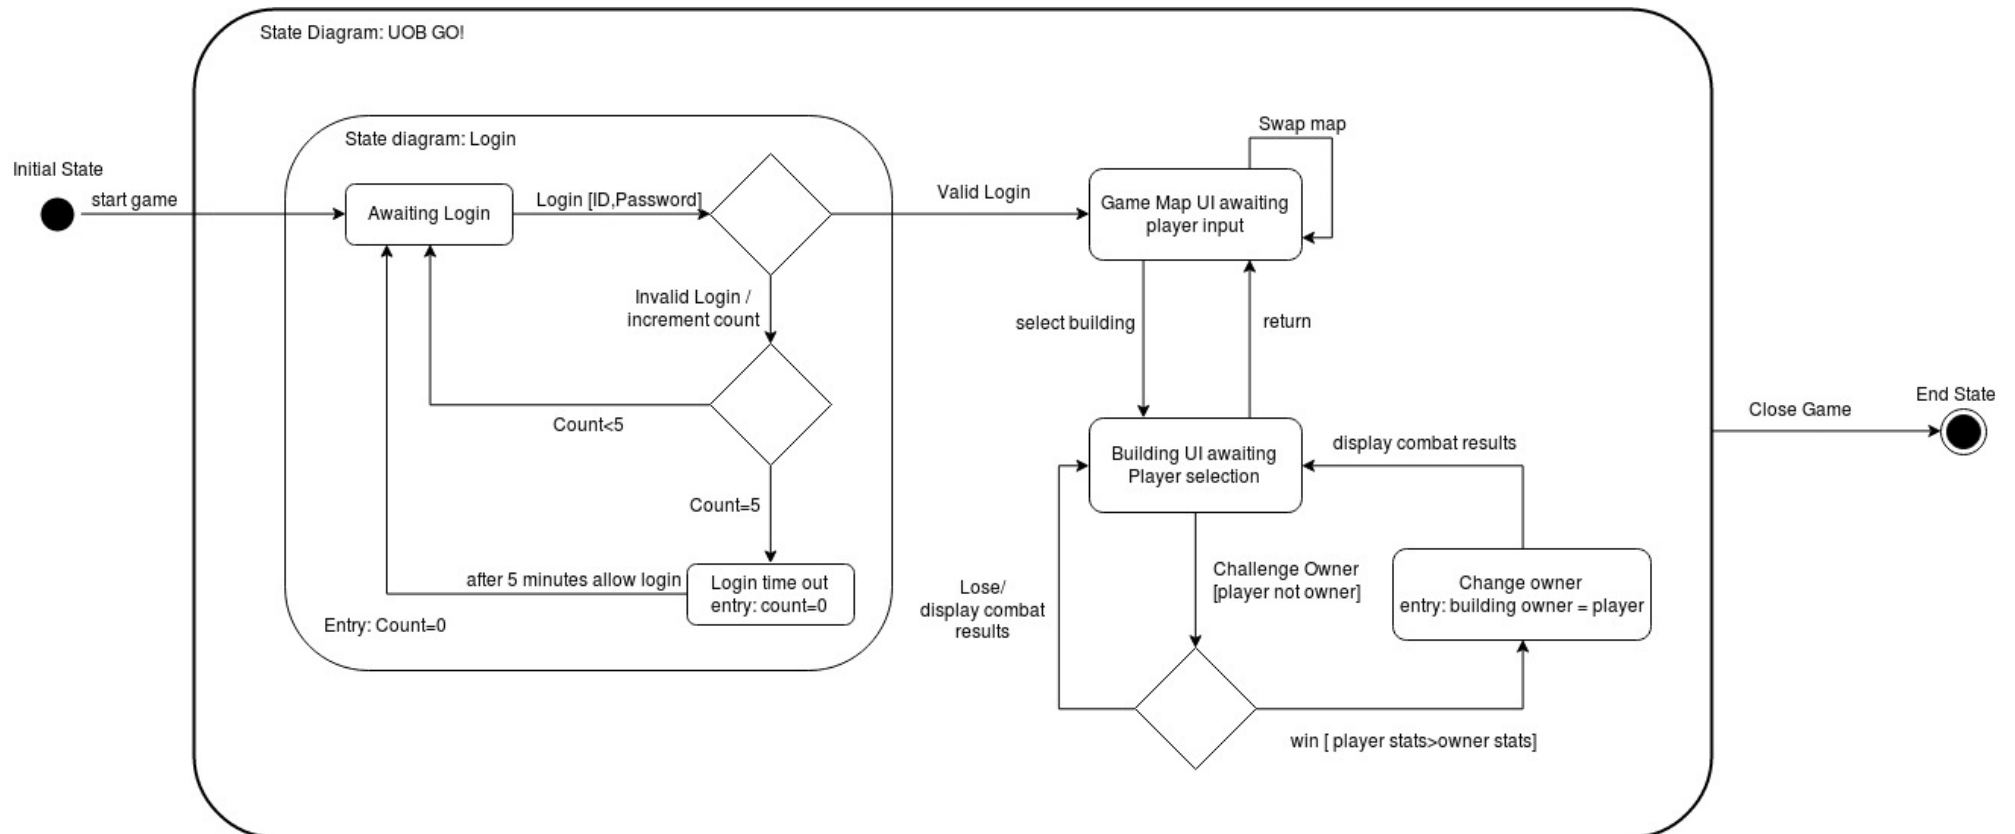 State Diagram: UOB GO!
State diagram: Login
Initial State
start game
Awaiting Login
Login [ID,Password]
Valid Login
Swap map
Game Map UI awaiting
player input
Invalid Login /
increment count
select building
return
Count<5
Count=5
Login time out
entry: count=0
after 5 minutes allow login
Entry: Count=0
Building UI awaiting
Player selection
display combat results
Challenge Owner
[player not owner]
Lose/
display combat
results
Change owner
entry: building owner = player
win [ player stats>owner stats]
Close Game
End State